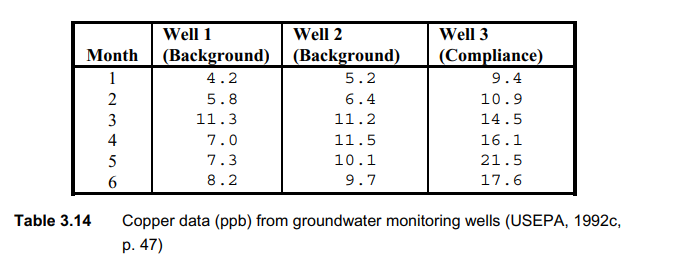 Well 1 Well 2 Well 3
Month (Background) (Background) (Compliance)
1 4.2 5.2 9.4
2 5.8 6.4 10.9
3 11.3 11.2 14.5
4 7.0 11.5 16.1
5 7.3 10.1 21.5
6 8.2 9.7 17.6
Table 3.14 Copper data (ppb) from groundwater monitoring wells (USEPA, 1992c,
p. 47)